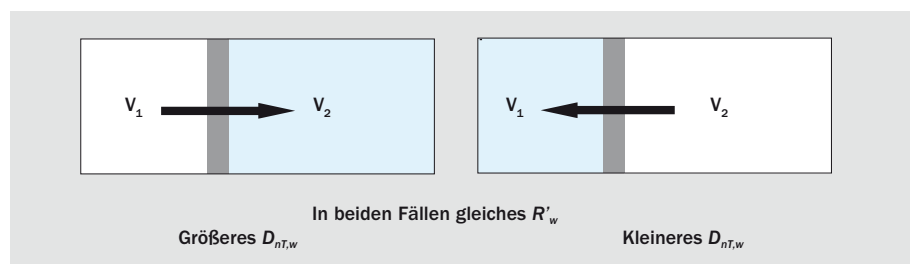 V₁ V₂ V₁ V₂
In beiden Fällen gleiches R'w
Größeres DnT,w Kleineres DnT,w